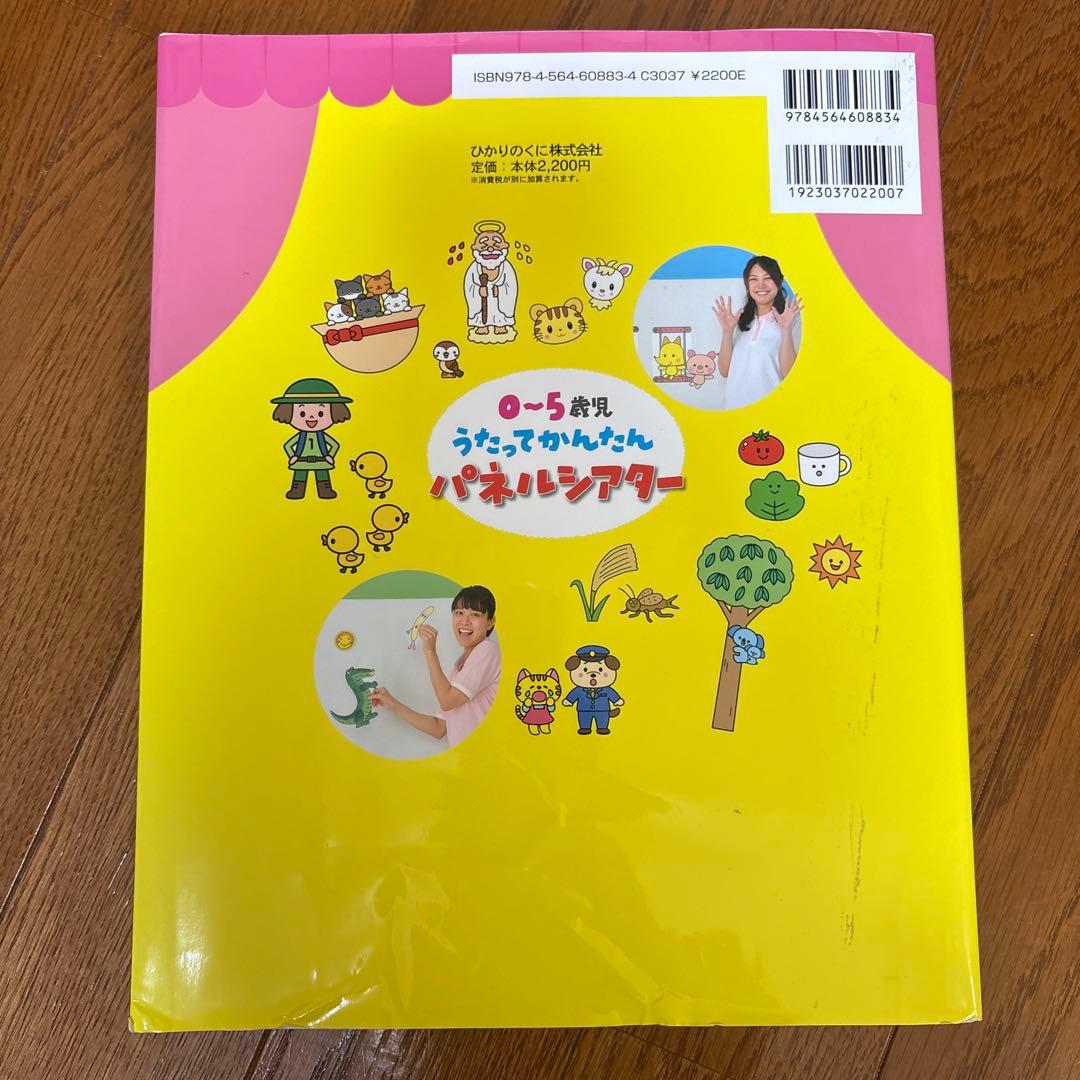 ISBN978-4-564-60883-4 C3037 ¥2200E
9784564608834
1923037022007
ひかりのくに株式会社
定価：本体2,200円
※消費税が別に加算されます。
0〜5歳児
うたってかんたん
パネルシアター
1